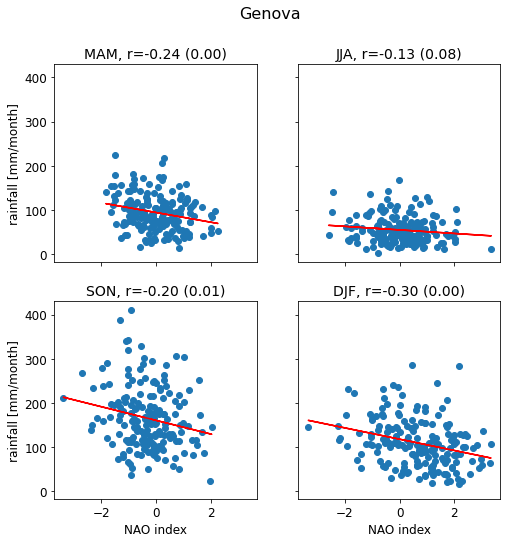 Genova
MAM, r=-0.24 (0.00)
JJA, r=-0.13 (0.08)
400
300
200
100
0
rainfall [mm/month]
SON, r=-0.20 (0.01)
DJF, r=-0.30 (0.00)
400
300
200
100
0
rainfall [mm/month]
−2 0 2
−2 0 2
NAO index
NAO index